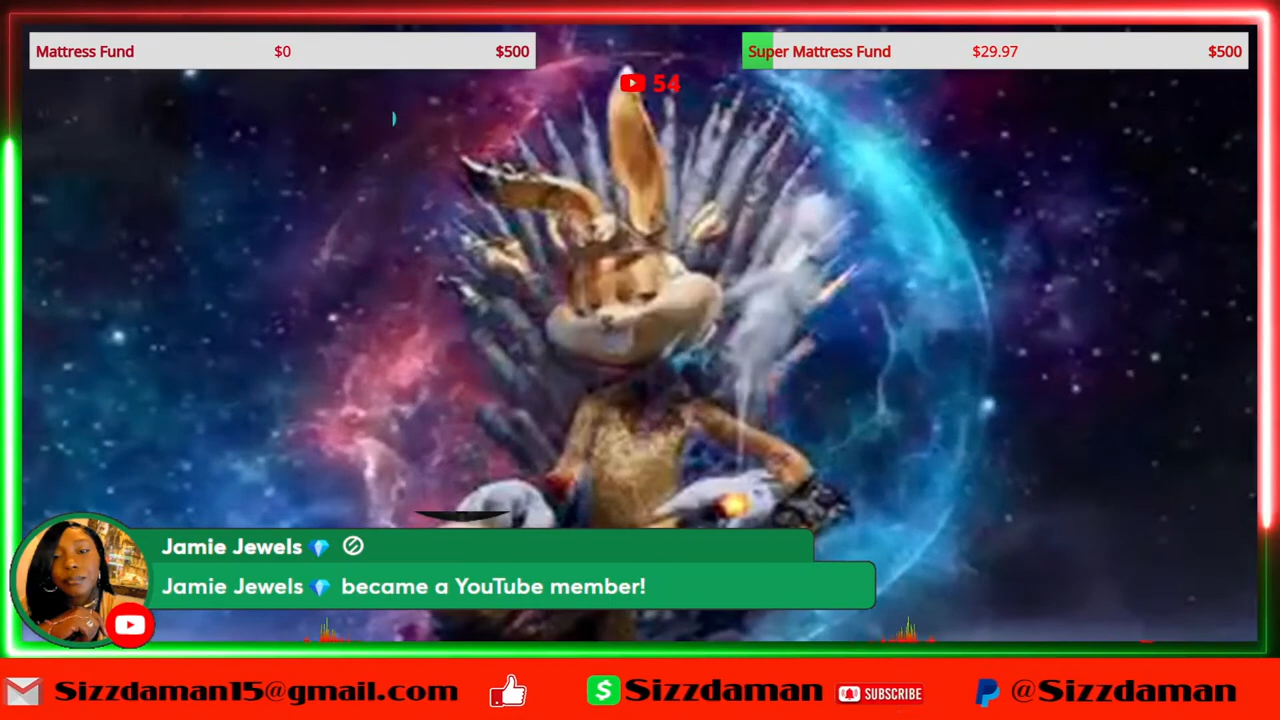 Mattress Fund $0 $500
Super Mattress Fund $29.97 $500
54
Jamie Jewels
Jamie Jewels became a YouTube member!
Sizzdaman15@gmail.com Sizzdaman SUBSCRIBE @Sizzdaman